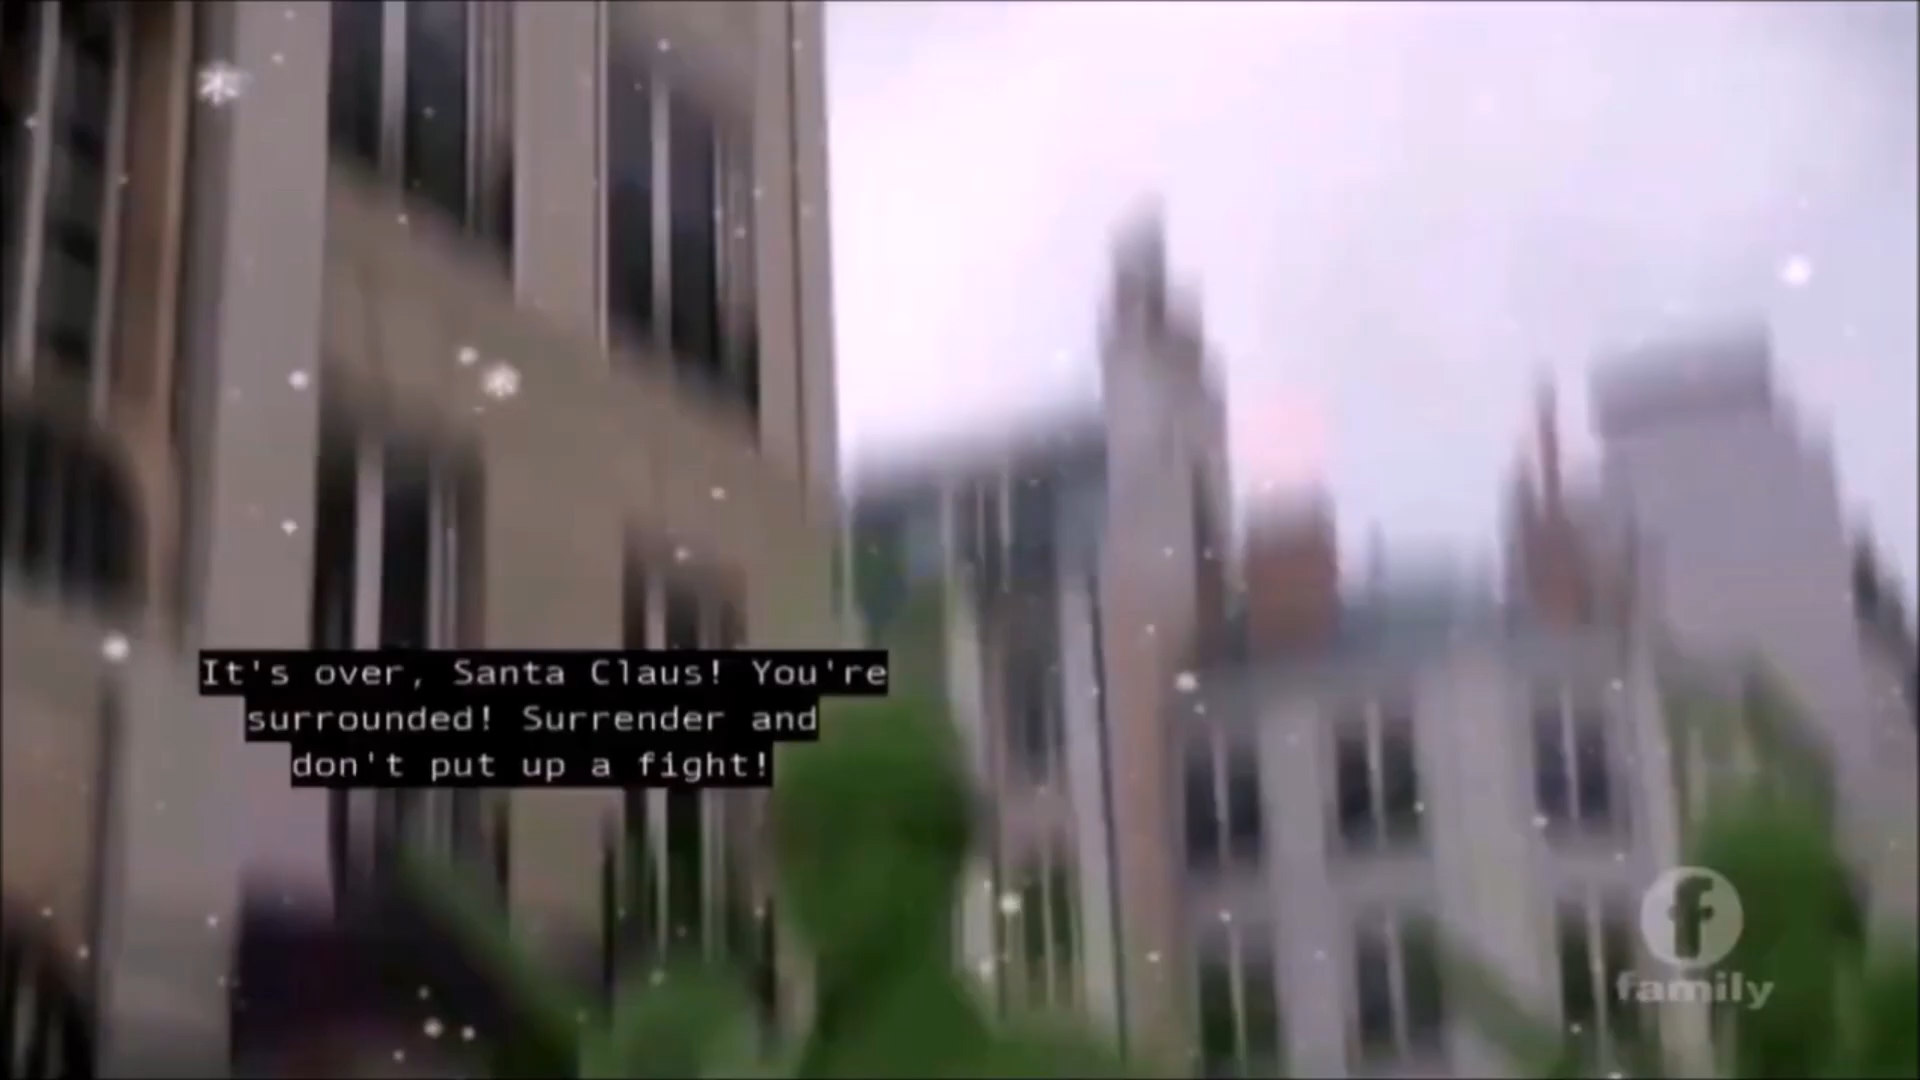 It's over, Santa Claus! You're
surrounded! Surrender and
don't put up a fight!
f
family